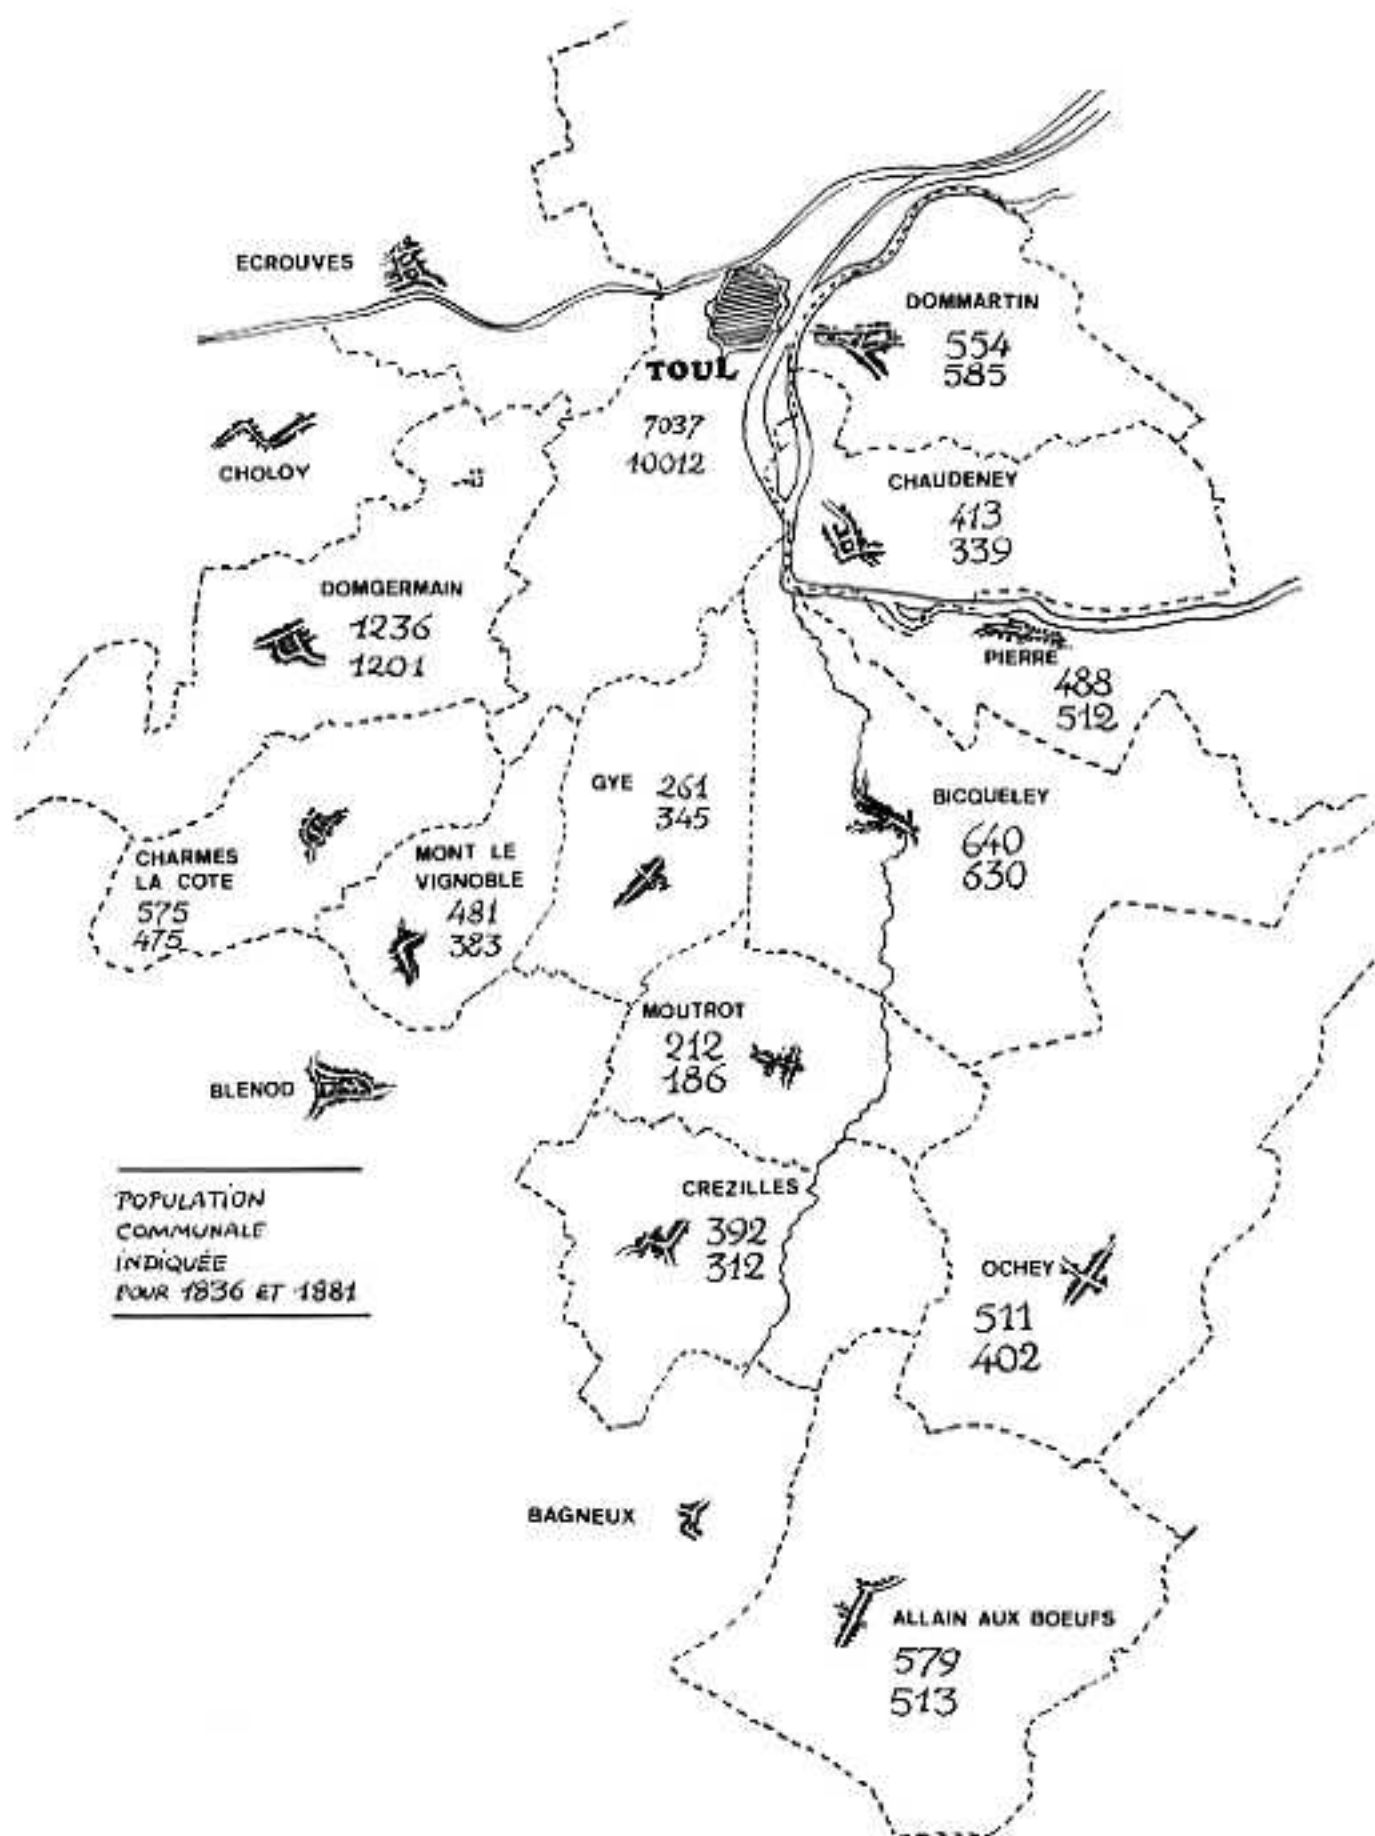 ECROUVES
DOMMARTIN
554
585
TOUL
7037
10012
CHOLOY
CHAUDENEY
413
339
DOMGERMAIN
1236
1201
PIERRE
488
512
GYE 261
345
BICQUELEY
640
630
CHARMES
LA COTE
575
475
MONT LE
VIGNOBLE
481
383
MOUTROT
212
186
BLENOD
POPULATION
COMMUNALE
INDIQUÉE
POUR 1836 ET 1881
CREZILLES
392
312
OCHEY
511
402
BAGNEUX
ALLAIN AUX BOEUFS
579
513